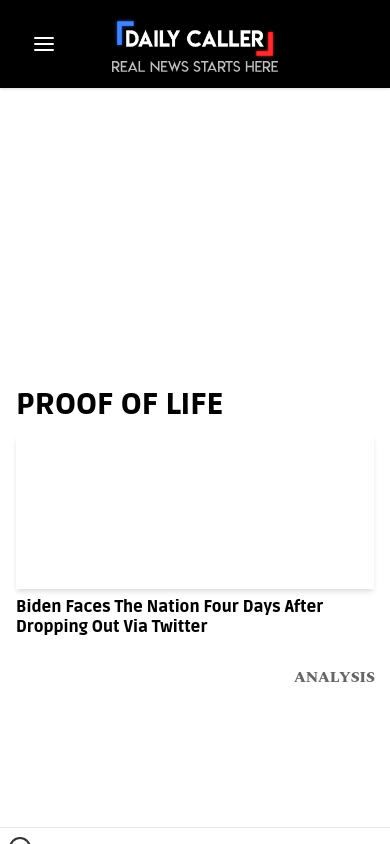 DAILY CALLER
REAL NEWS STARTS HERE
PROOF OF LIFE
Biden Faces The Nation Four Days After
Dropping Out Via Twitter
ANALYSIS